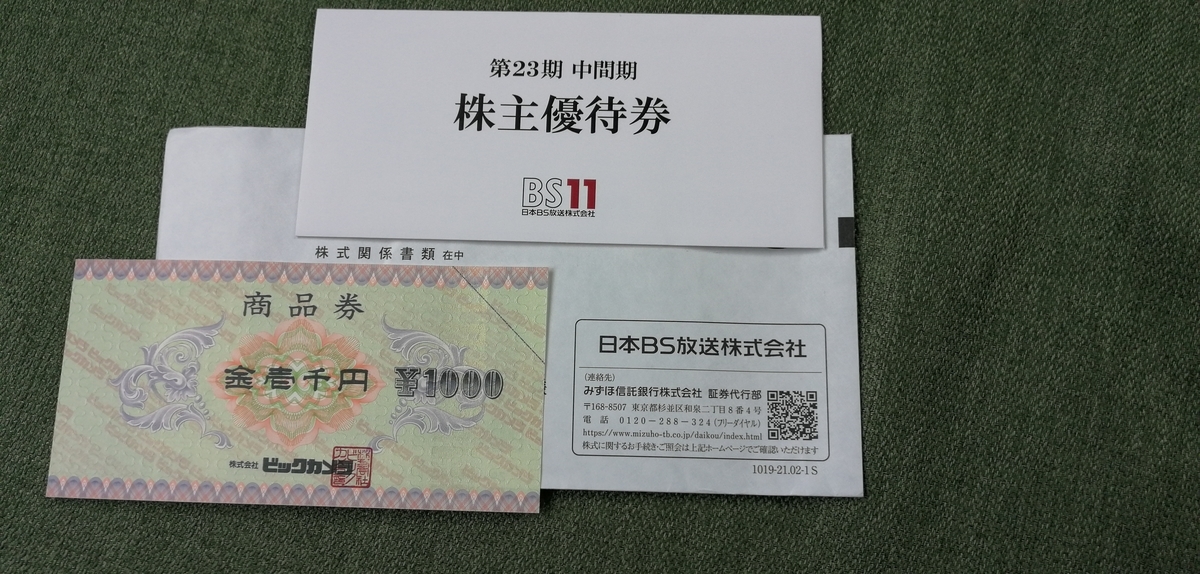 第23期 中間期
株主優待券
BS11
日本BS放送株式会社
株式関係書類 在中
商品券
金壱千円 ¥1000
株式会社 ビックカメラ
日本BS放送株式会社
(連絡先)
みずほ信託銀行株式会社 証券代行部
〒168-8507 東京都杉並区和泉二丁目8番4号
電 話 0120-288-324(フリーダイヤル)
https://www.mizuho-tb.co.jp/daikou/index.html
株式に関するお手続き・ご照会は上記ホームページでご確認いただけます
1019-21.02-1S